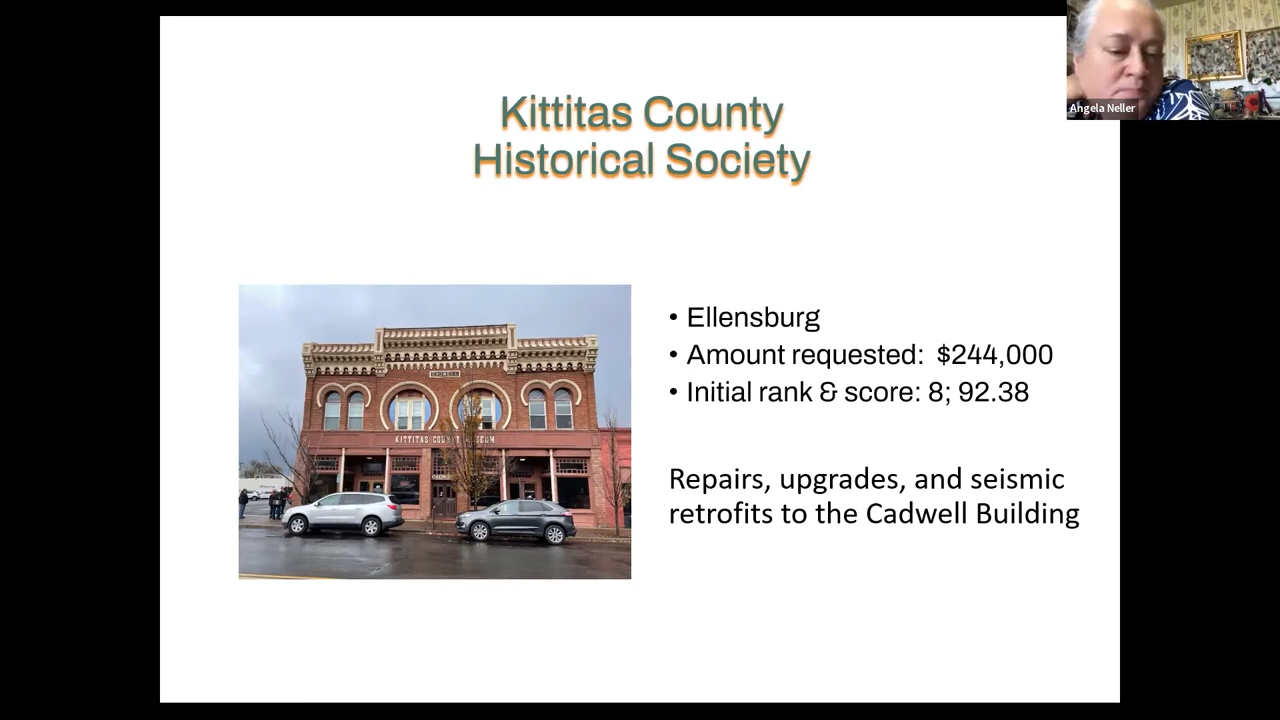 Kittitas County
Historical Society
Angela Neller
• Ellensburg
• Amount requested: $244,000
• Initial rank & score: 8; 92.38
Repairs, upgrades, and seismic
retrofits to the Cadwell Building
CADWELL
KITTITAS COUNTY MUSEUM